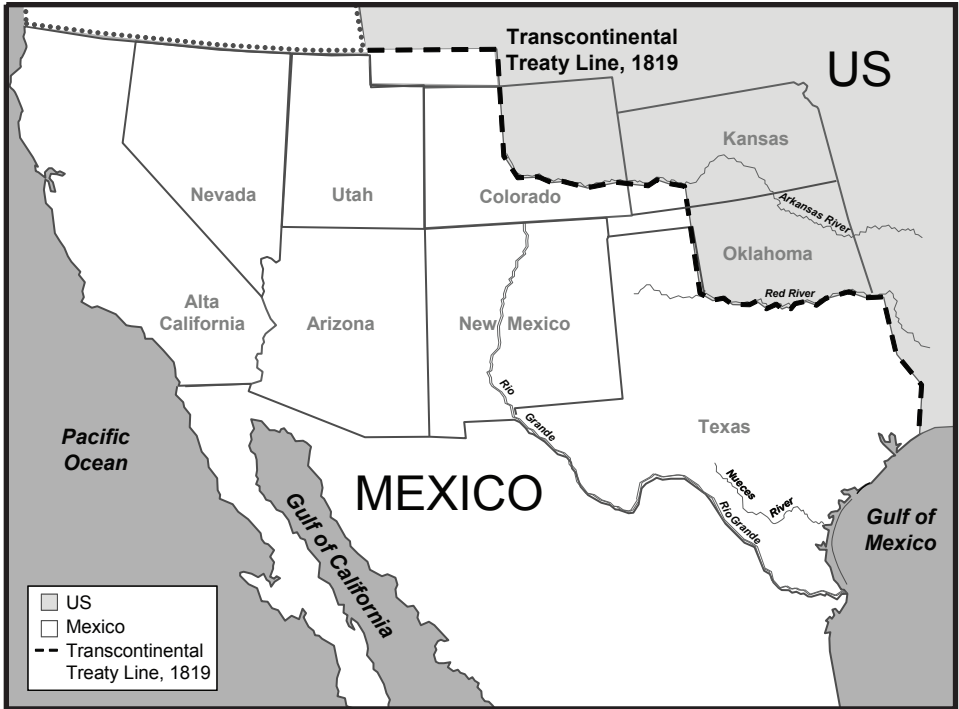 Transcontinental
Treaty Line, 1819
US
Kansas
Nevada
Utah
Colorado
Arkansas River
Oklahoma
Red River
Alta
California
Arizona
New Mexico
Rio
Grande
Texas
Pacific
Ocean
MEXICO
Nueces
River
Rio Grande
Gulf of
Mexico
Gulf of California
US
Mexico
Transcontinental
Treaty Line, 1819